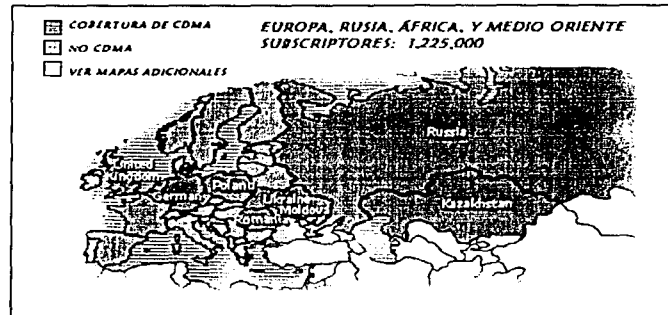 COBERTURA DE CDMA
NO CDMA
VER MAPAS ADICIONALES
EUROPA, RUSIA, ÁFRICA, Y MEDIO ORIENTE
SUBSCRIPTORES: 1,225,000
Russia
United
Kingdom
Poland
Germany
Ukraine
Moldova
Romania
Kazakhstan